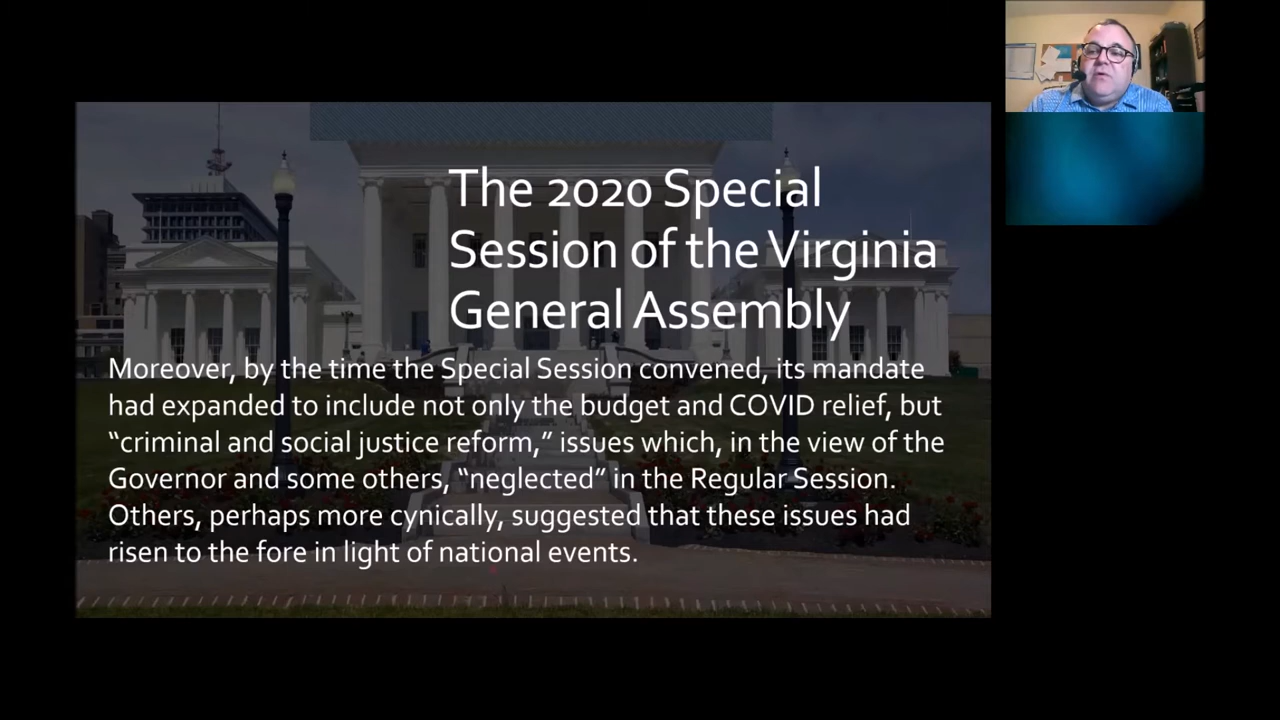 The 2020 Special
Session of the Virginia
General Assembly
Moreover, by the time the Special Session convened, its mandate
had expanded to include not only the budget and COVID relief, but
“criminal and social justice reform,” issues which, in the view of the
Governor and some others, “neglected” in the Regular Session.
Others, perhaps more cynically, suggested that these issues had
risen to the fore in light of national events.